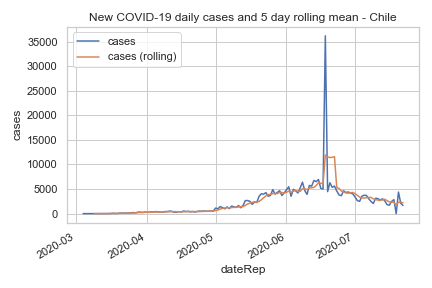 New COVID-19 daily cases and 5 day rolling mean - Chile
cases
cases (rolling)
35000
30000
25000
20000
15000
10000
5000
0
cases
2020-03
2020-04
2020-05
2020-06
2020-07
dateRep